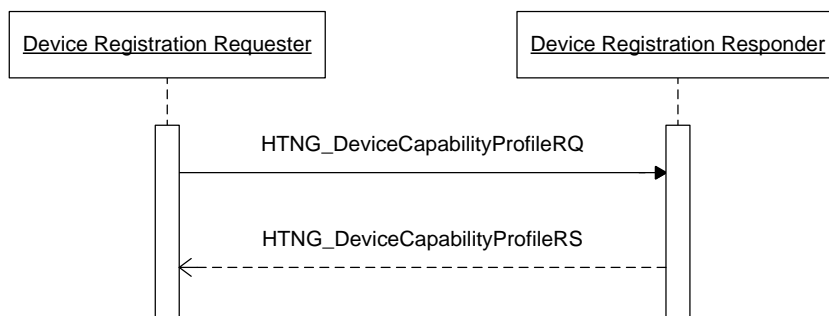 Device Registration Requester
Device Registration Responder
HTNG_DeviceCapabilityProfileRQ
HTNG_DeviceCapabilityProfileRS